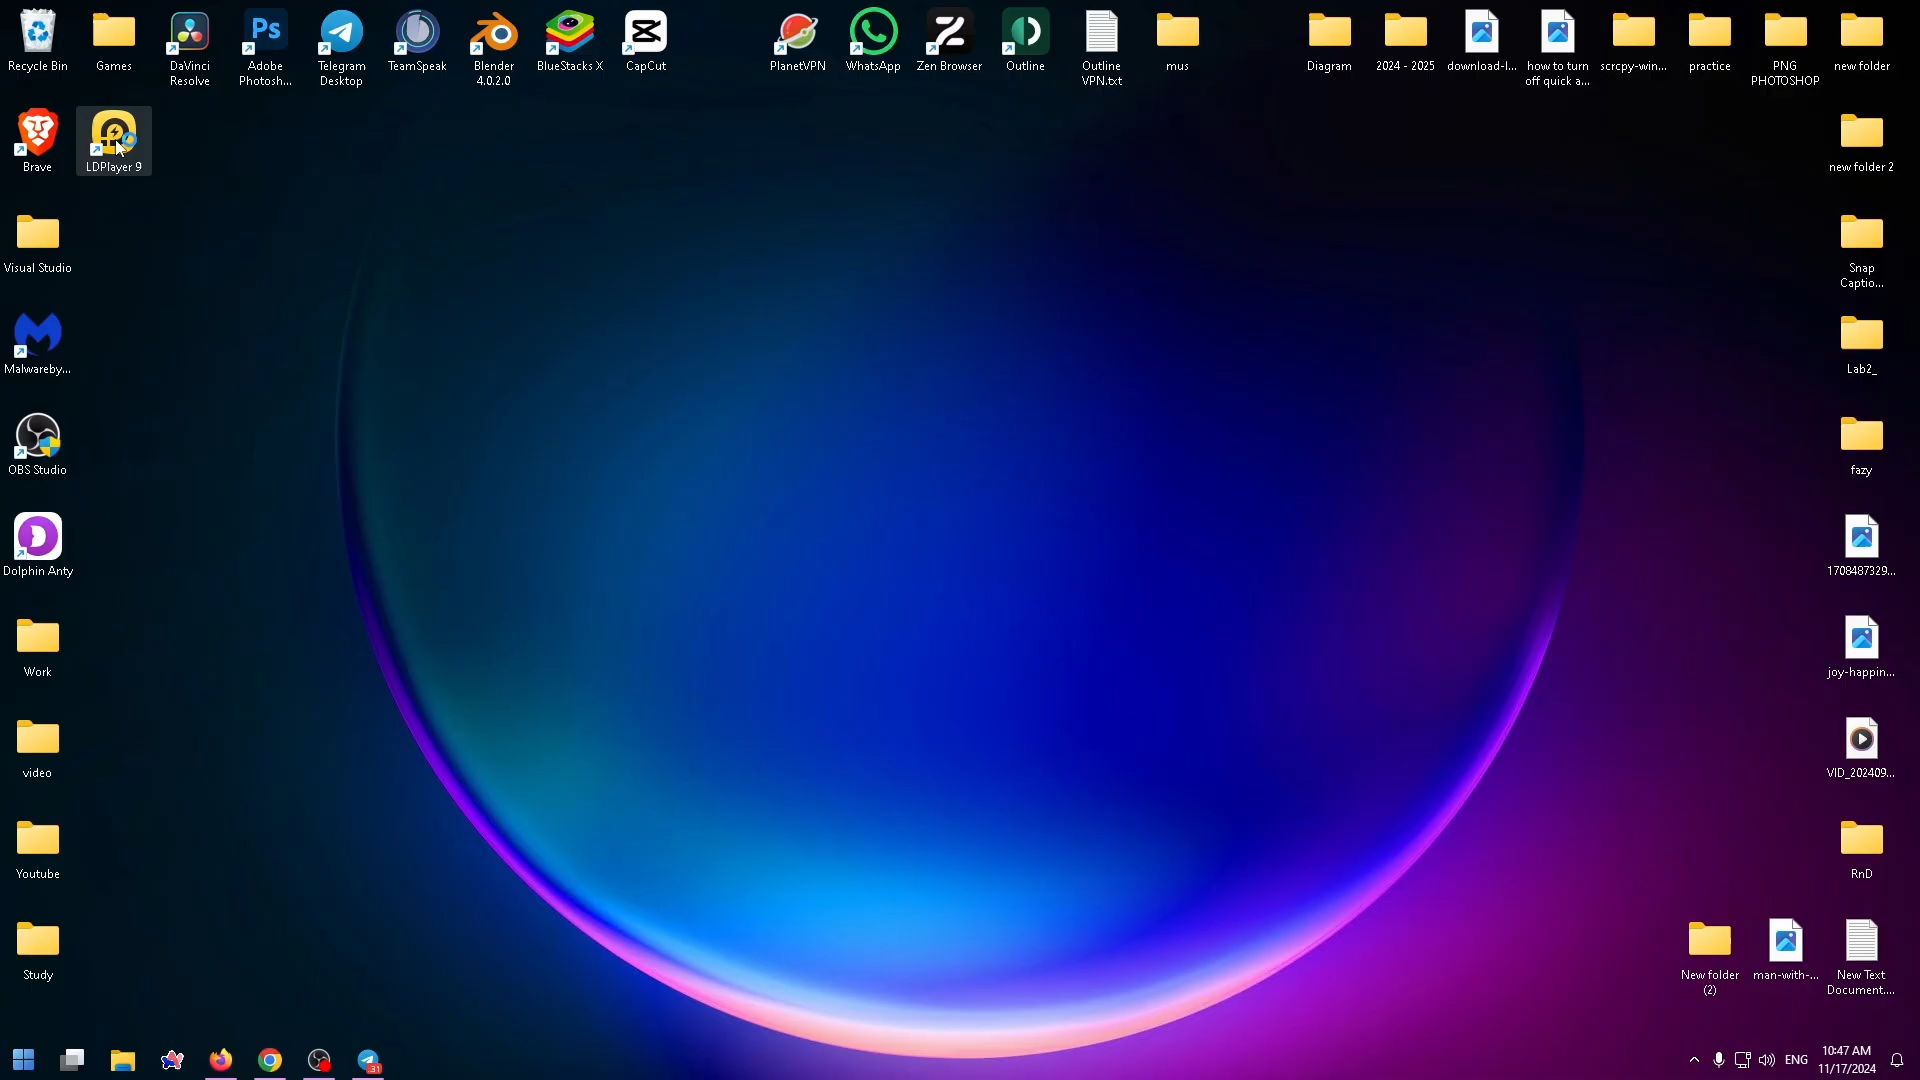 Recycle Bin
Games
DaVinci
Resolve
Adobe
Photosh...
Telegram
Desktop
TeamSpeak
Blender
4.0.2.0
BlueStacks X
CapCut
PlanetVPN
WhatsApp
Zen Browser
Outline
Outline
VPN.txt
mus
Diagram
2024 - 2025
download-l...
how to turn
off quick a...
scrcpy-win...
practice
PNG
PHOTOSHOP
new folder
Ps
Brave
LDPlayer 9
new folder 2
Visual Studio
Snap
Captio...
Malwareby...
Lab2_
OBS Studio
fazy
Dolphin Anty
1708487329...
Work
joy-happin...
video
VID_202409...
Youtube
RnD
Study
New folder
(2)
man-with-...
New Text
Document....
31
ENG
10:47 AM
11/17/2024